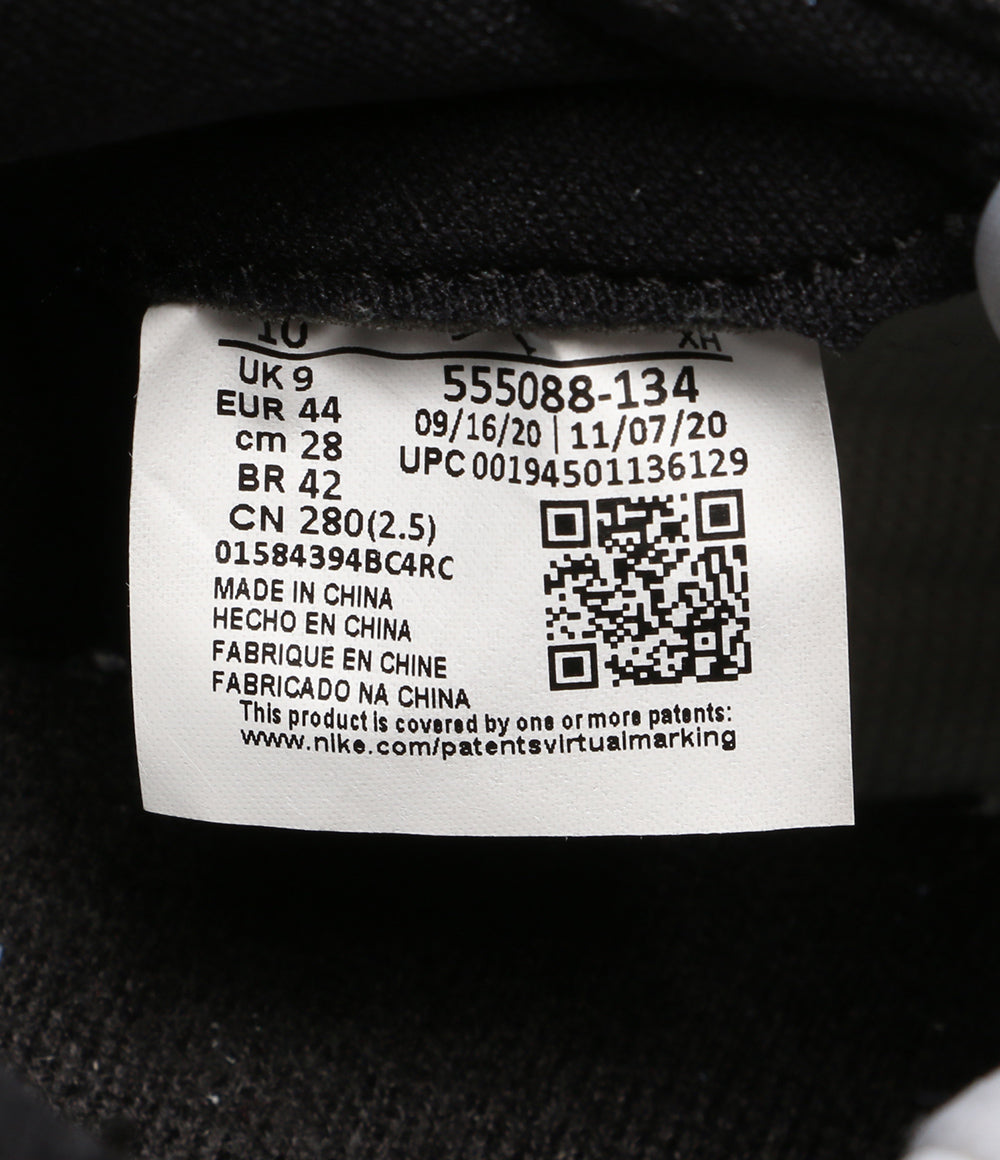 10 XH
UK 9
EUR 44
cm 28
BR 42
CN 280(2.5)
555088-134
09/16/20 | 11/07/20
UPC 00194501136129
01584394BC4RC
MADE IN CHINA
HECHO EN CHINA
FABRIQUE EN CHINE
FABRICADO NA CHINA
This product is covered by one or more patents:
www.nike.com/patentsvirtualmarking